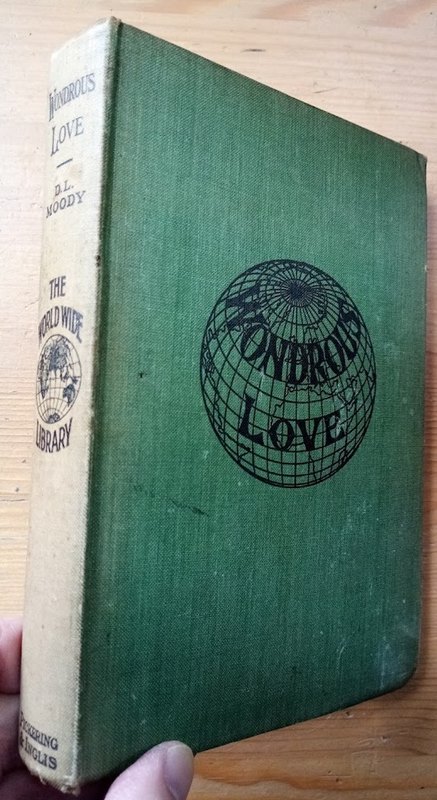 WONDROUS
LOVE
D. L.
MOODY
THE
WORLD WIDE
LIBRARY
PICKERING
& INGLIS
WONDROUS
LOVE